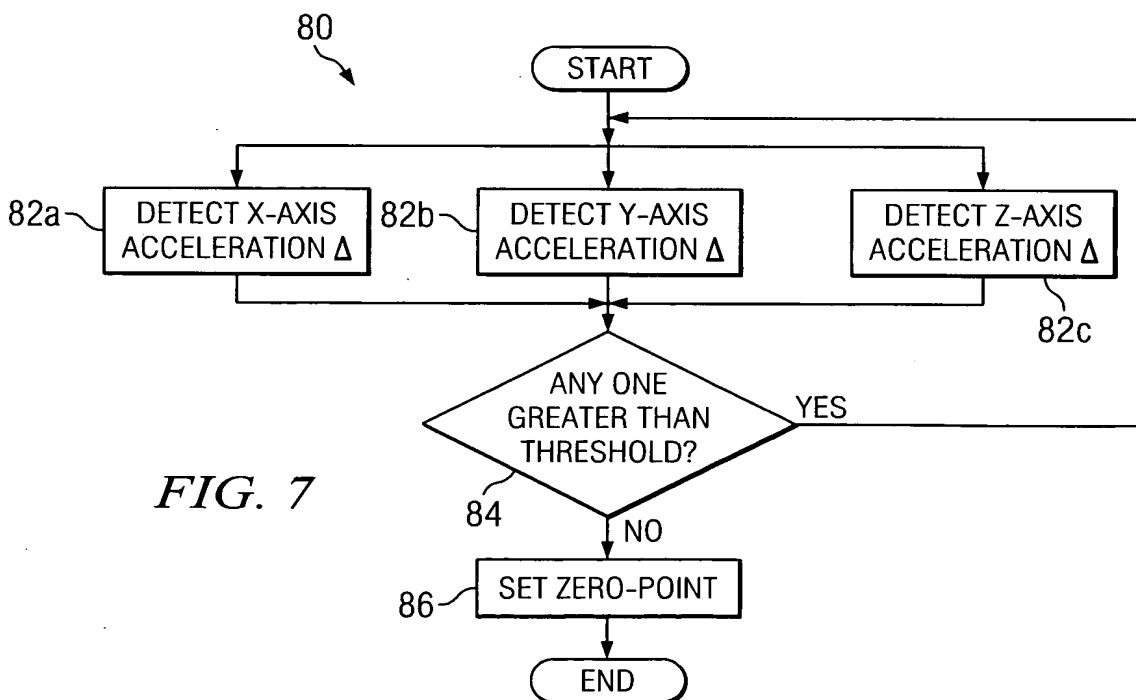 80
START
82a
DETECT X-AXIS
ACCELERATION Δ
82b
DETECT Y-AXIS
ACCELERATION Δ
DETECT Z-AXIS
ACCELERATION Δ
82c
ANY ONE
GREATER THAN
THRESHOLD?
YES
84
NO
FIG. 7
86
SET ZERO-POINT
END